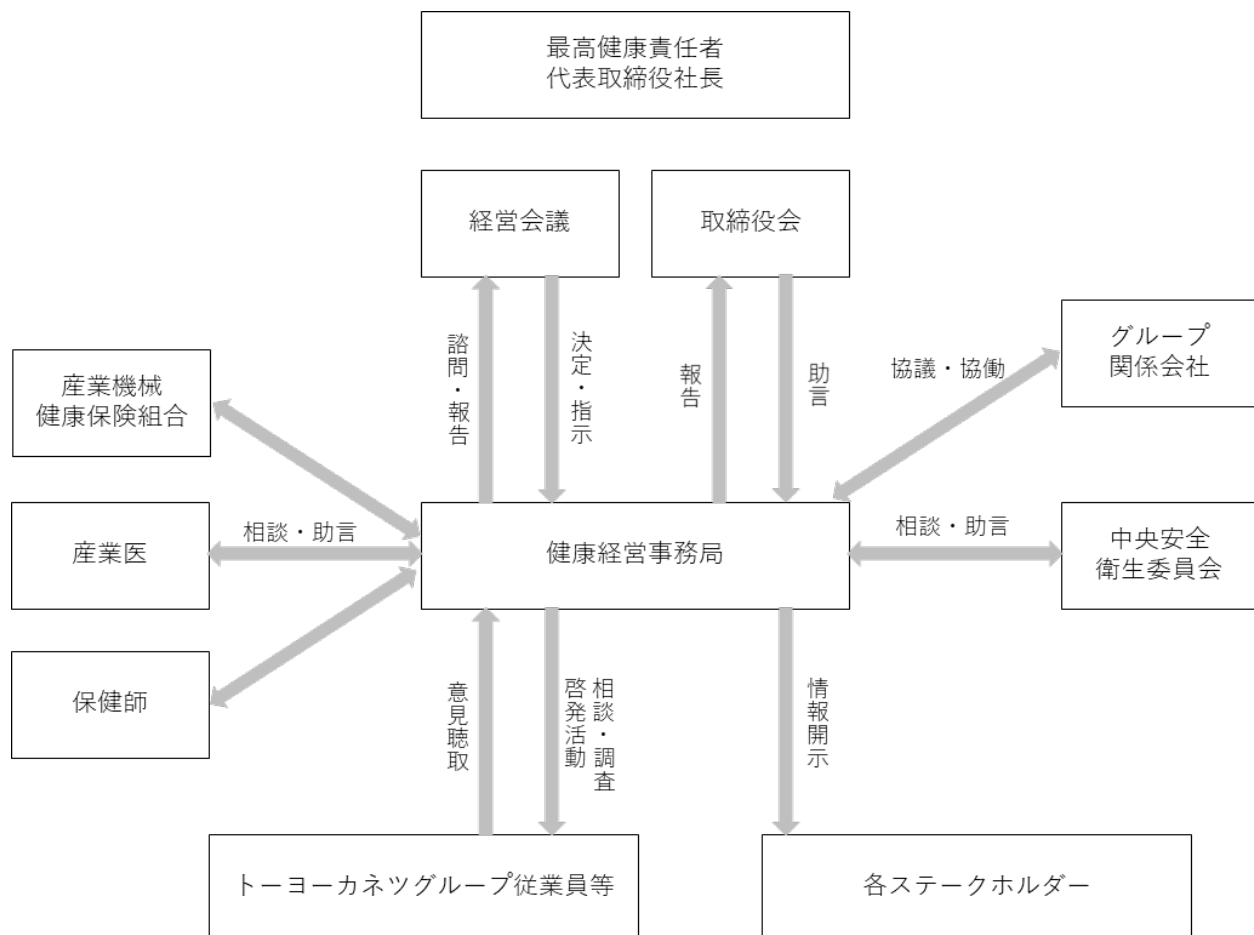 最高健康責任者
代表取締役社長
経営会議
取締役会
諮問・報告
決定・指示
報告
助言
協議・協働
グループ
関係会社
産業機械
健康保険組合
産業医
相談・助言
健康経営事務局
相談・助言
中央安全
衛生委員会
保健師
意見聴取
相談・調査
啓発活動
情報開示
トーヨーカネツグループ従業員等
各ステークホルダー